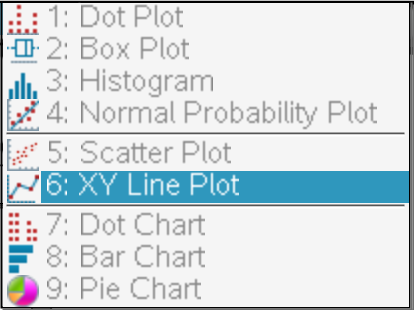 1: Dot Plot
2: Box Plot
3: Histogram
4: Normal Probability Plot
5: Scatter Plot
6: XY Line Plot
7: Dot Chart
8: Bar Chart
9: Pie Chart